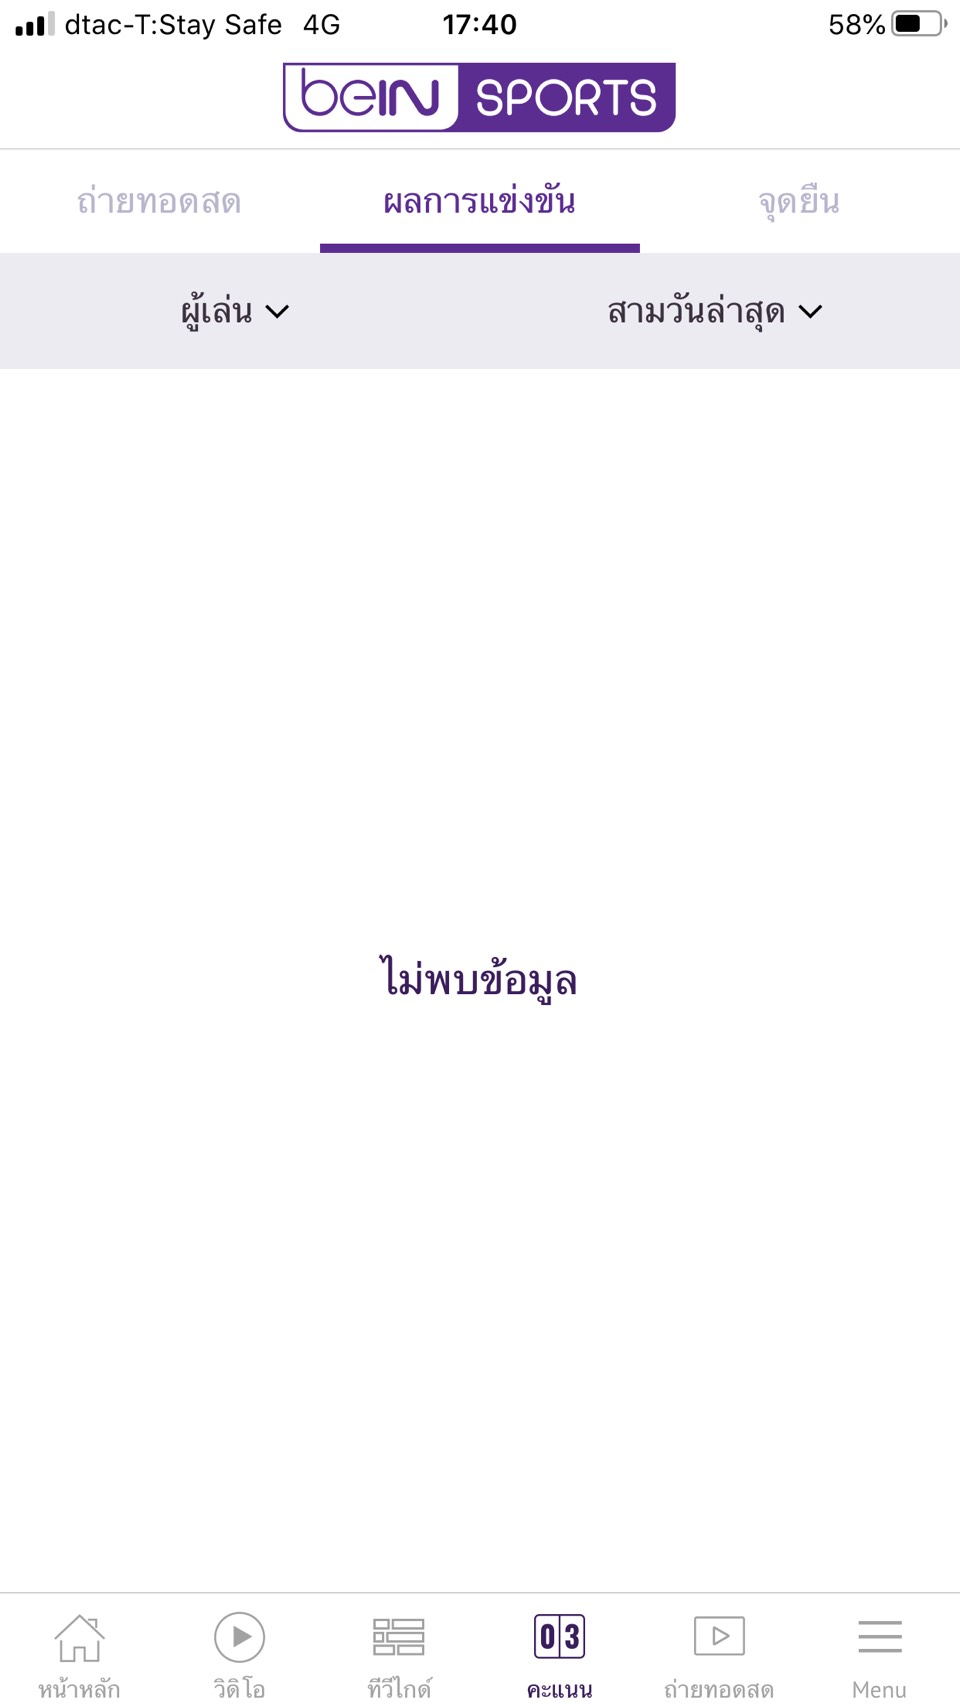 dtac-T:Stay Safe 4G 17:40 58%
beIN SPORTS
ถ่ายทอดสด ผลการแข่งขัน จุดยืน
ผู้เล่น สามวันล่าสุด
ไม่พบข้อมูล
03
หน้าหลัก วิดิโอ ทีวีไกด์ คะแนน ถ่ายทอดสด Menu